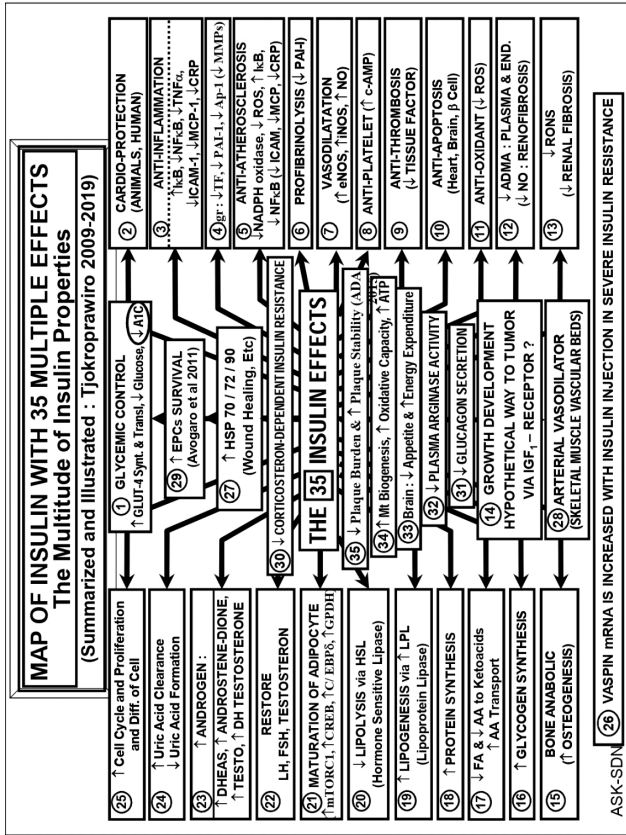 MAP OF INSULIN WITH 35 MULTIPLE EFFECTS
The Multitude of Insulin Properties
(Summarized and Illustrated : Tjokroprawiro 2009-2019)
1 GLYCEMIC CONTROL
↑ GLUT-4 Synt. & Transl, ↓ Glucose, ↓ A1C
29 ↑ EPCs SURVIVAL
(Avogaro et al 2011)
27 ↑ HSP 70 / 72 / 90
(Wound Healing, Etc)
30 ↓ CORTICOSTERON-DEPENDENT INSULIN RESISTANCE
THE 35 INSULIN EFFECTS
35 ↓ Plaque Burden & ↑ Plaque Stability (ADA 2015)
34 ↑ Mt Biogenesis, ↑ Oxidative Capacity, ↑ ATP
33 Brain : ↓ Appetite & ↑Energy Expenditure
32 ↓ PLASMA ARGINASE ACTIVITY
31 ↓ GLUCAGON SECRETION
14 GROWTH DEVELOPMENT
HYPOTHETICAL WAY TO TUMOR
VIA IGF₁ – RECEPTOR ?
28 ARTERIAL VASODILATOR
(SKELETAL MUSCLE VASCULAR BEDS)
2 CARDIO-PROTECTION
(ANIMALS, HUMAN)
3 ANTI-INFLAMMATION
↑IκB, ↓NFκB, ↓TNFα,
↓ICAM-1, ↓MCP-1, ↓CRP
4 gr : ↓TF, ↓ PAI-1, ↓Ap-1 (↓ MMPs)
5 ANTI-ATHEROSCLEROSIS
↓NADPH oxidase, ↓ ROS, ↑ IkB,
↓ NFκB (↓ ICAM, ↓MCP, ↓CRP)
6 PROFIBRINOLYSIS (↓ PAI-I)
7 VASODILATATION
(↑ eNOS, ↑iNOS, ↑ NO)
8 ANTI-PLATELET (↑ c-AMP)
9 ANTI-THROMBOSIS
(↓ TISSUE FACTOR)
10 ANTI-APOPTOSIS
(Heart, Brain, β Cell)
11 ANTI-OXIDANT (↓ ROS)
12 ↓ ADMA : PLASMA & END.
(↓ NO : RENOFIBROSIS)
13 ↓ RONS
(↓ RENAL FIBROSIS)
25 ↑ Cell Cycle and Proliferation
and Diff. of Cell
24 ↑ Uric Acid Clearance
↓ Uric Acid Formation
23 ↑ ANDROGEN :
↑ DHEAS, ↑ ANDROSTENE-DIONE,
↑ TESTO, ↑ DH TESTOSTERONE
22 RESTORE
LH, FSH, TESTOSTERON
21 MATURATION OF ADIPOCYTE
↑mTORC1, ↑CREB, ↑C/ EBPδ, ↑GPDH
20 ↓ LIPOLYSIS via HSL
(Hormone Sensitive Lipase)
19 ↑ LIPOGENESIS via ↑ LPL
(Lipoprotein Lipase)
18 ↑ PROTEIN SYNTHESIS
17 ↓FA & ↓AA to Ketoacids
↑ AA Transport
16 ↑ GLYCOGEN SYNTHESIS
15 BONE ANABOLIC
(↑ OSTEOGENESIS)
26 VASPIN mRNA IS INCREASED WITH INSULIN INJECTION IN SEVERE INSULIN RESISTANCE
ASK-SDN